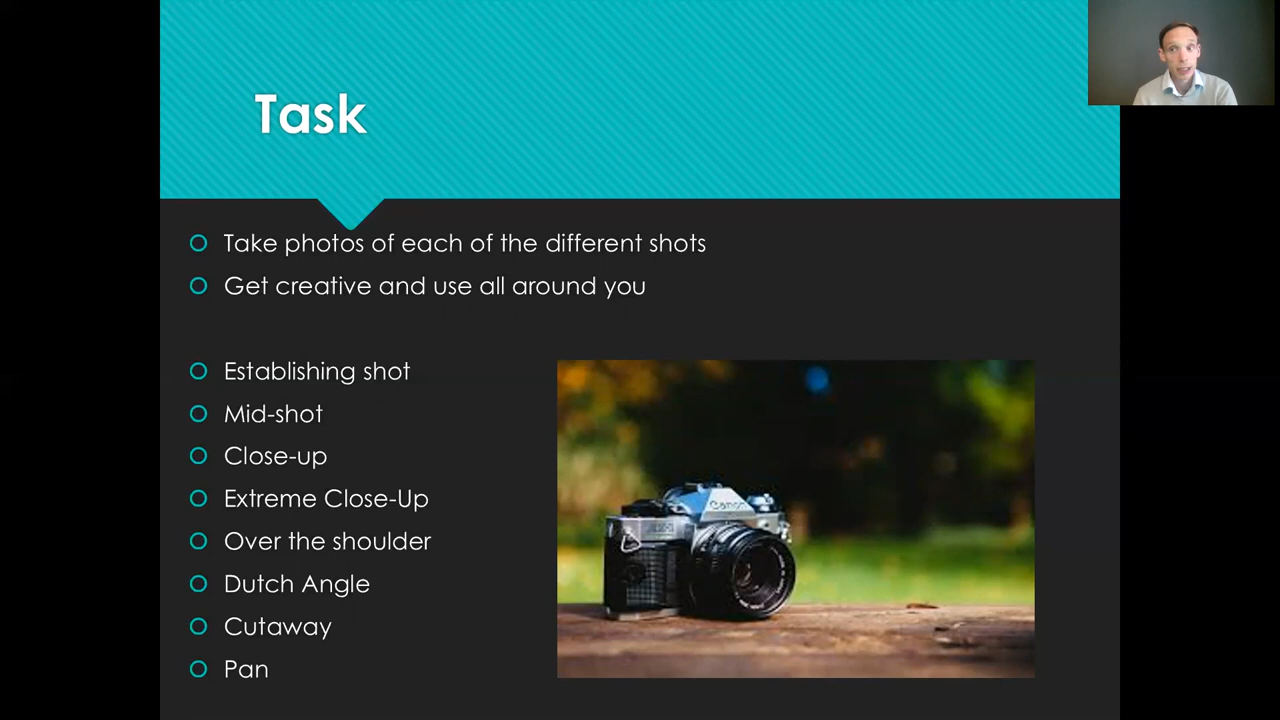 Task
Take photos of each of the different shots
Get creative and use all around you
Establishing shot
Mid-shot
Close-up
Extreme Close-Up
Over the shoulder
Dutch Angle
Cutaway
Pan
Canon